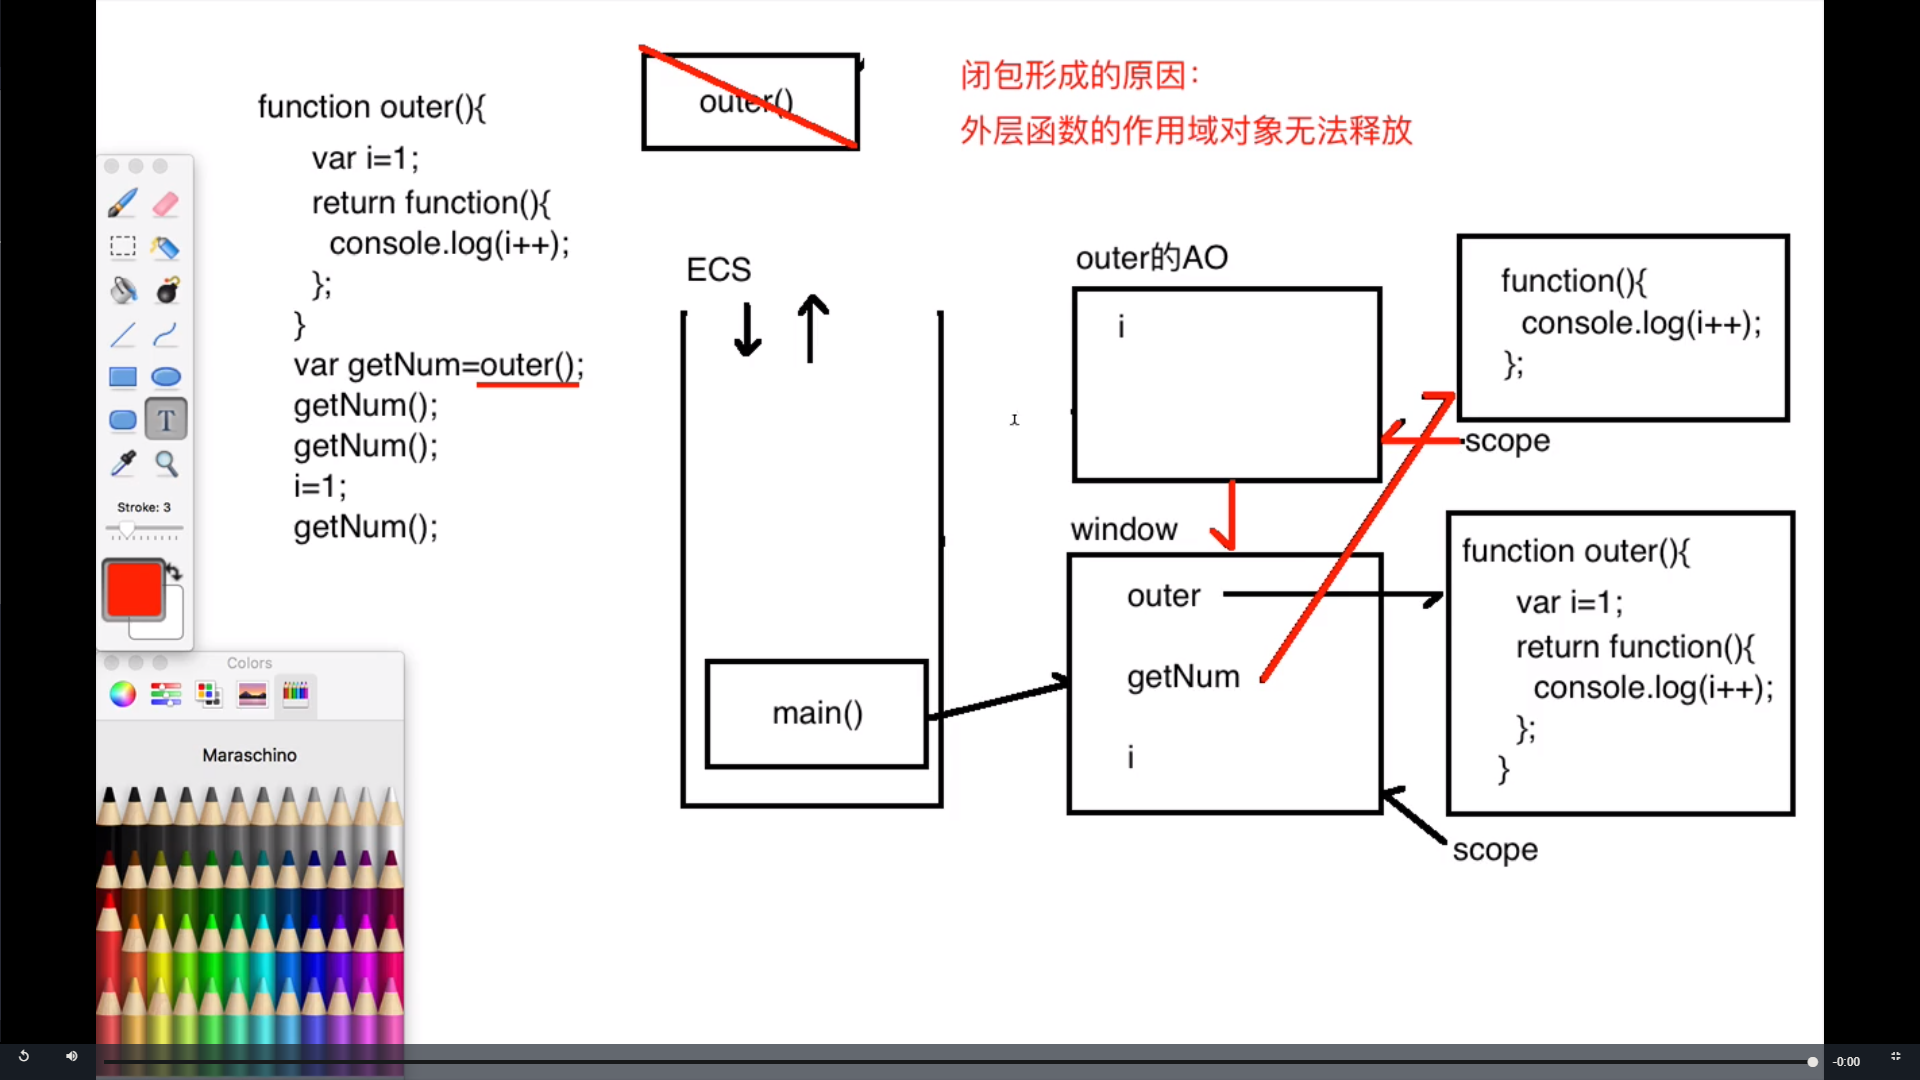 function outer(){
var i=1;
return function(){
console.log(i++);
};
}
var getNum=outer();
getNum();
getNum();
i=1;
getNum();
outer()
闭包形成的原因：
外层函数的作用域对象无法释放
ECS
main()
outer的AO
i
window
outer
getNum
i
function(){
console.log(i++);
};
scope
function outer(){
var i=1;
return function(){
console.log(i++);
};
}
scope
T
Stroke: 3
Colors
Maraschino
-0:00